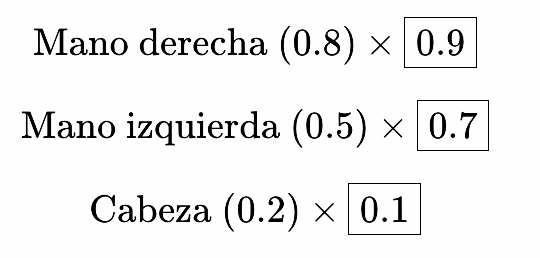 Mano derecha (0.8) × 0.9
Mano izquierda (0.5) × 0.7
Cabeza (0.2) × 0.1